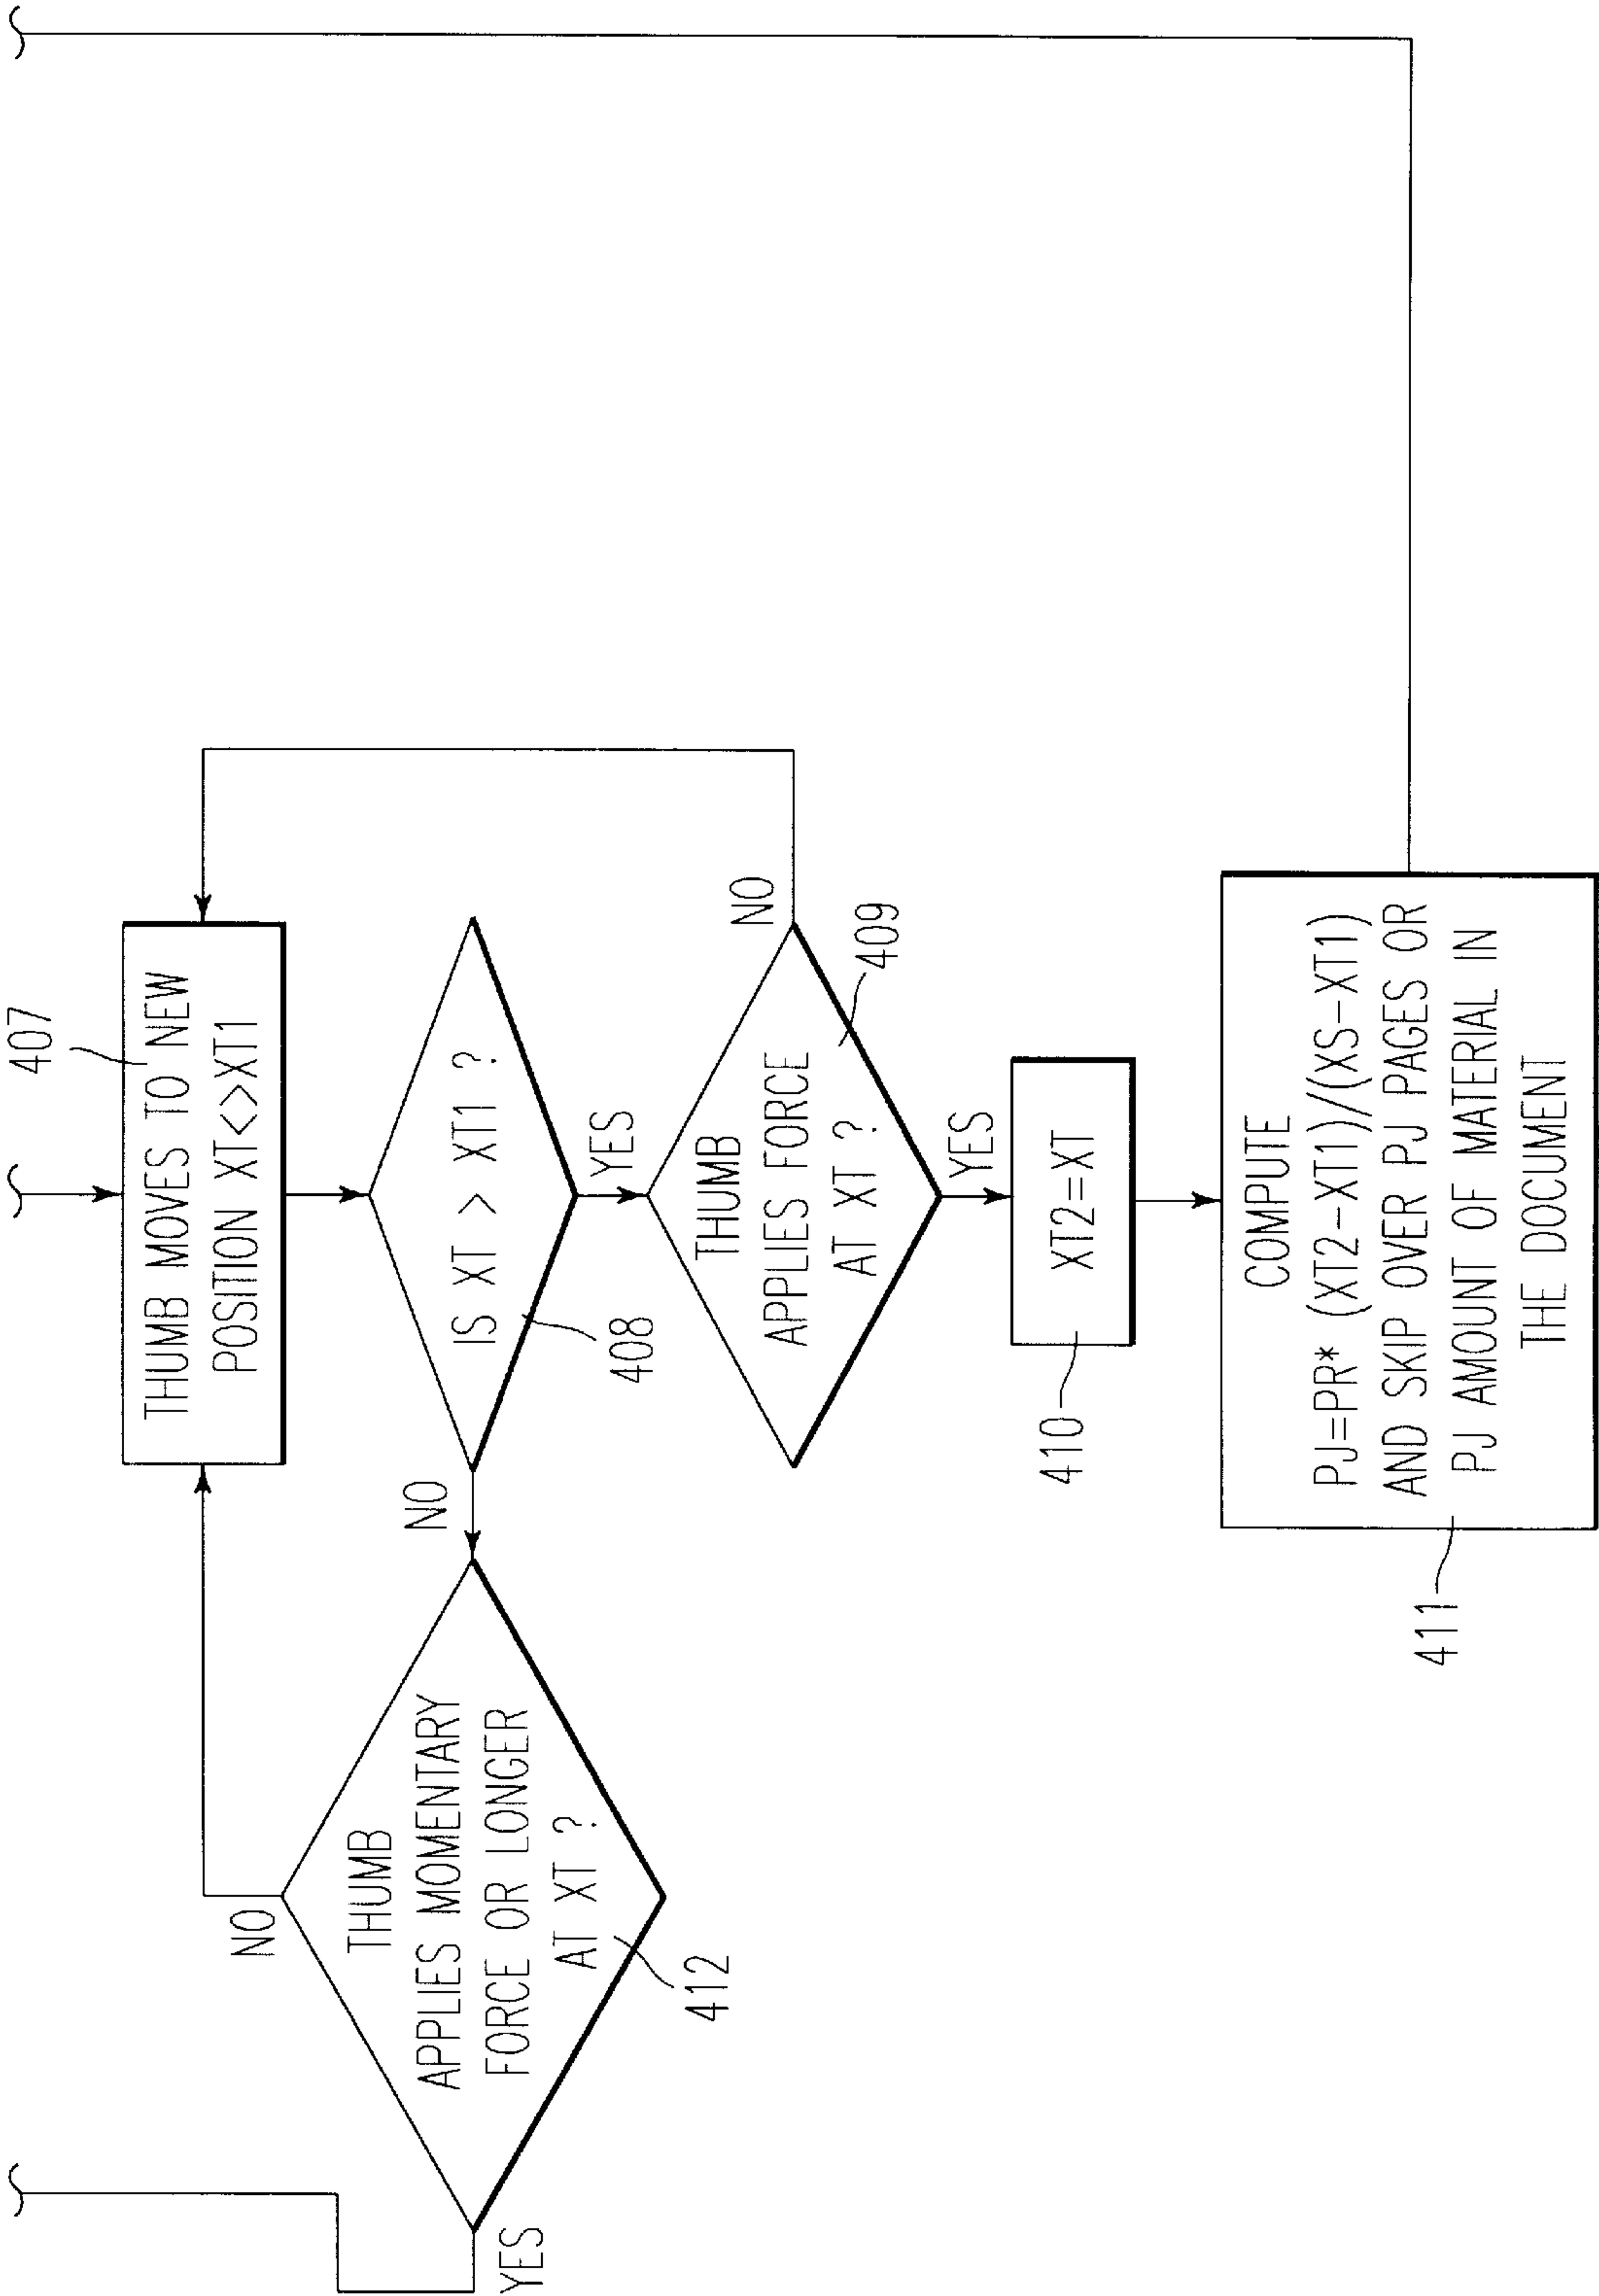 407
THUMB MOVES TO NEW
POSITION XT<>XT1
IS XT > XT1 ?
408
NO
YES
THUMB
APPLIES MOMENTARY
FORCE OR LONGER
AT XT ?
412
NO
YES
THUMB
APPLIES FORCE
AT XT ?
409
NO
YES
XT2=XT
410
COMPUTE
PJ=PR* (XT2-XT1)/(XS-XT1)
AND SKIP OVER PJ PAGES OR
PJ AMOUNT OF MATERIAL IN
THE DOCUMENT
411